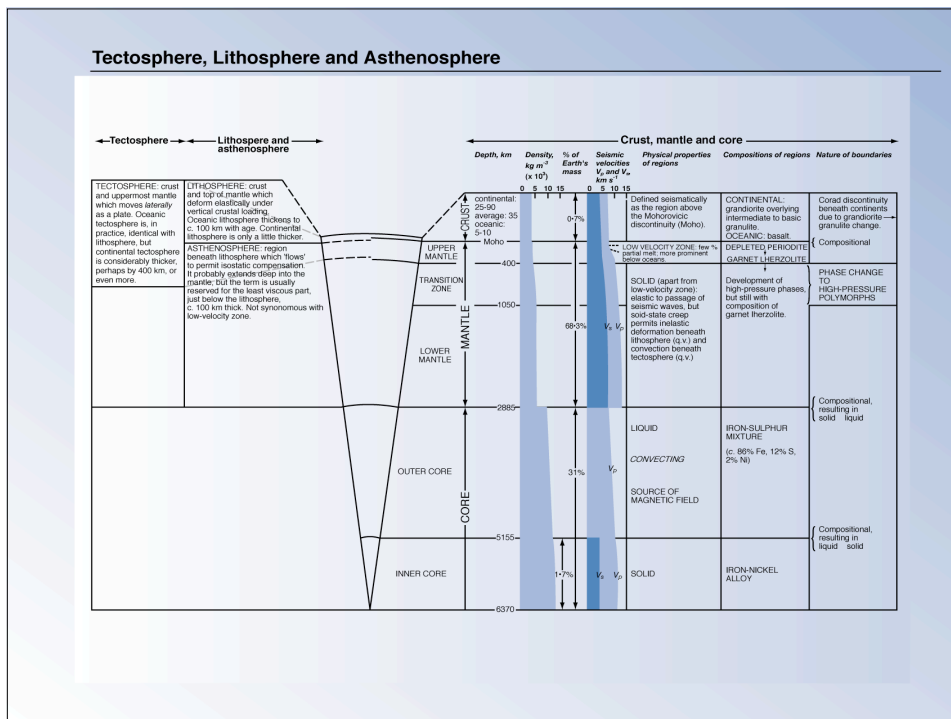 Tectosphere, Lithosphere and Asthenosphere
Tectosphere
Lithospere and
asthenosphere
Crust, mantle and core
Depth, km
Density,
kg m⁻³
(x 10³)
0 5 10 15
% of
Earth's
mass
Seismic
velocities
Vp and Vs,
km s⁻¹
0 5 10 15
Physical properties
of regions
Compositions of regions
Nature of boundaries
TECTOSPHERE: crust
and uppermost mantle
which moves laterally
as a plate. Oceanic
tectosphere is, in
practice, identical with
lithosphere, but
continental tectosphere
is considerably thicker,
perhaps by 400 km, or
even more.
LITHOSPHERE: crust
and top of mantle which
deform elastically under
vertical crustal loading,
Oceanic lithosphere thickens to
c. 100 km with age. Continental
lithosphere is only a little thicker.
ASTHENOSPHERE: region
beneath lithosphere which 'flows'
to permit isostatic compensation.
It probably extends deep into the
mantle, but the term is usually
reserved for the least viscous part,
just below the lithosphere,
c. 100 km thick. Not synonomous with
low-velocity zone.
UPPER
MANTLE
TRANSITION
ZONE
LOWER
MANTLE
OUTER CORE
INNER CORE
CRUST
MANTLE
CORE
continental:
25-90
average: 35
oceanic:
5-10
Moho
400
1050
2885
5155
6370
0·7%
68·3%
31%
1·7%
Vs Vp
Vp
Vs Vp
Defined seismatically
as the region above
the Mohorovicic
discontinuity (Moho).
LOW VELOCITY ZONE: few %
partial melt; more prominent
below oceans.
SOLID (apart from
low-velocity zone):
elastic to passage of
seismic waves, but
soid-state creep
permits inelastic
deformation beneath
lithosphere (q.v.) and
convection beneath
tectosphere (q.v.)
LIQUID
CONVECTING
SOURCE OF
MAGNETIC FIELD
SOLID
CONTINENTAL:
grandiorite overlying
intermediate to basic
granulite.
OCEANIC: basalt.
DEPLETED PERIODITE
GARNET LHERZOLITE
Development of
high-pressure phases,
but still with
composition of
garnet lherzolite.
IRON-SULPHUR
MIXTURE
(c. 86% Fe, 12% S,
2% Ni)
IRON-NICKEL
ALLOY
Corad discontinuity
beneath continents
due to grandiorite
granulite change.
Compositional
PHASE CHANGE
TO
HIGH-PRESSURE
POLYMORPHS
Compositional,
resulting in
solid liquid
Compositional,
resulting in
liquid solid